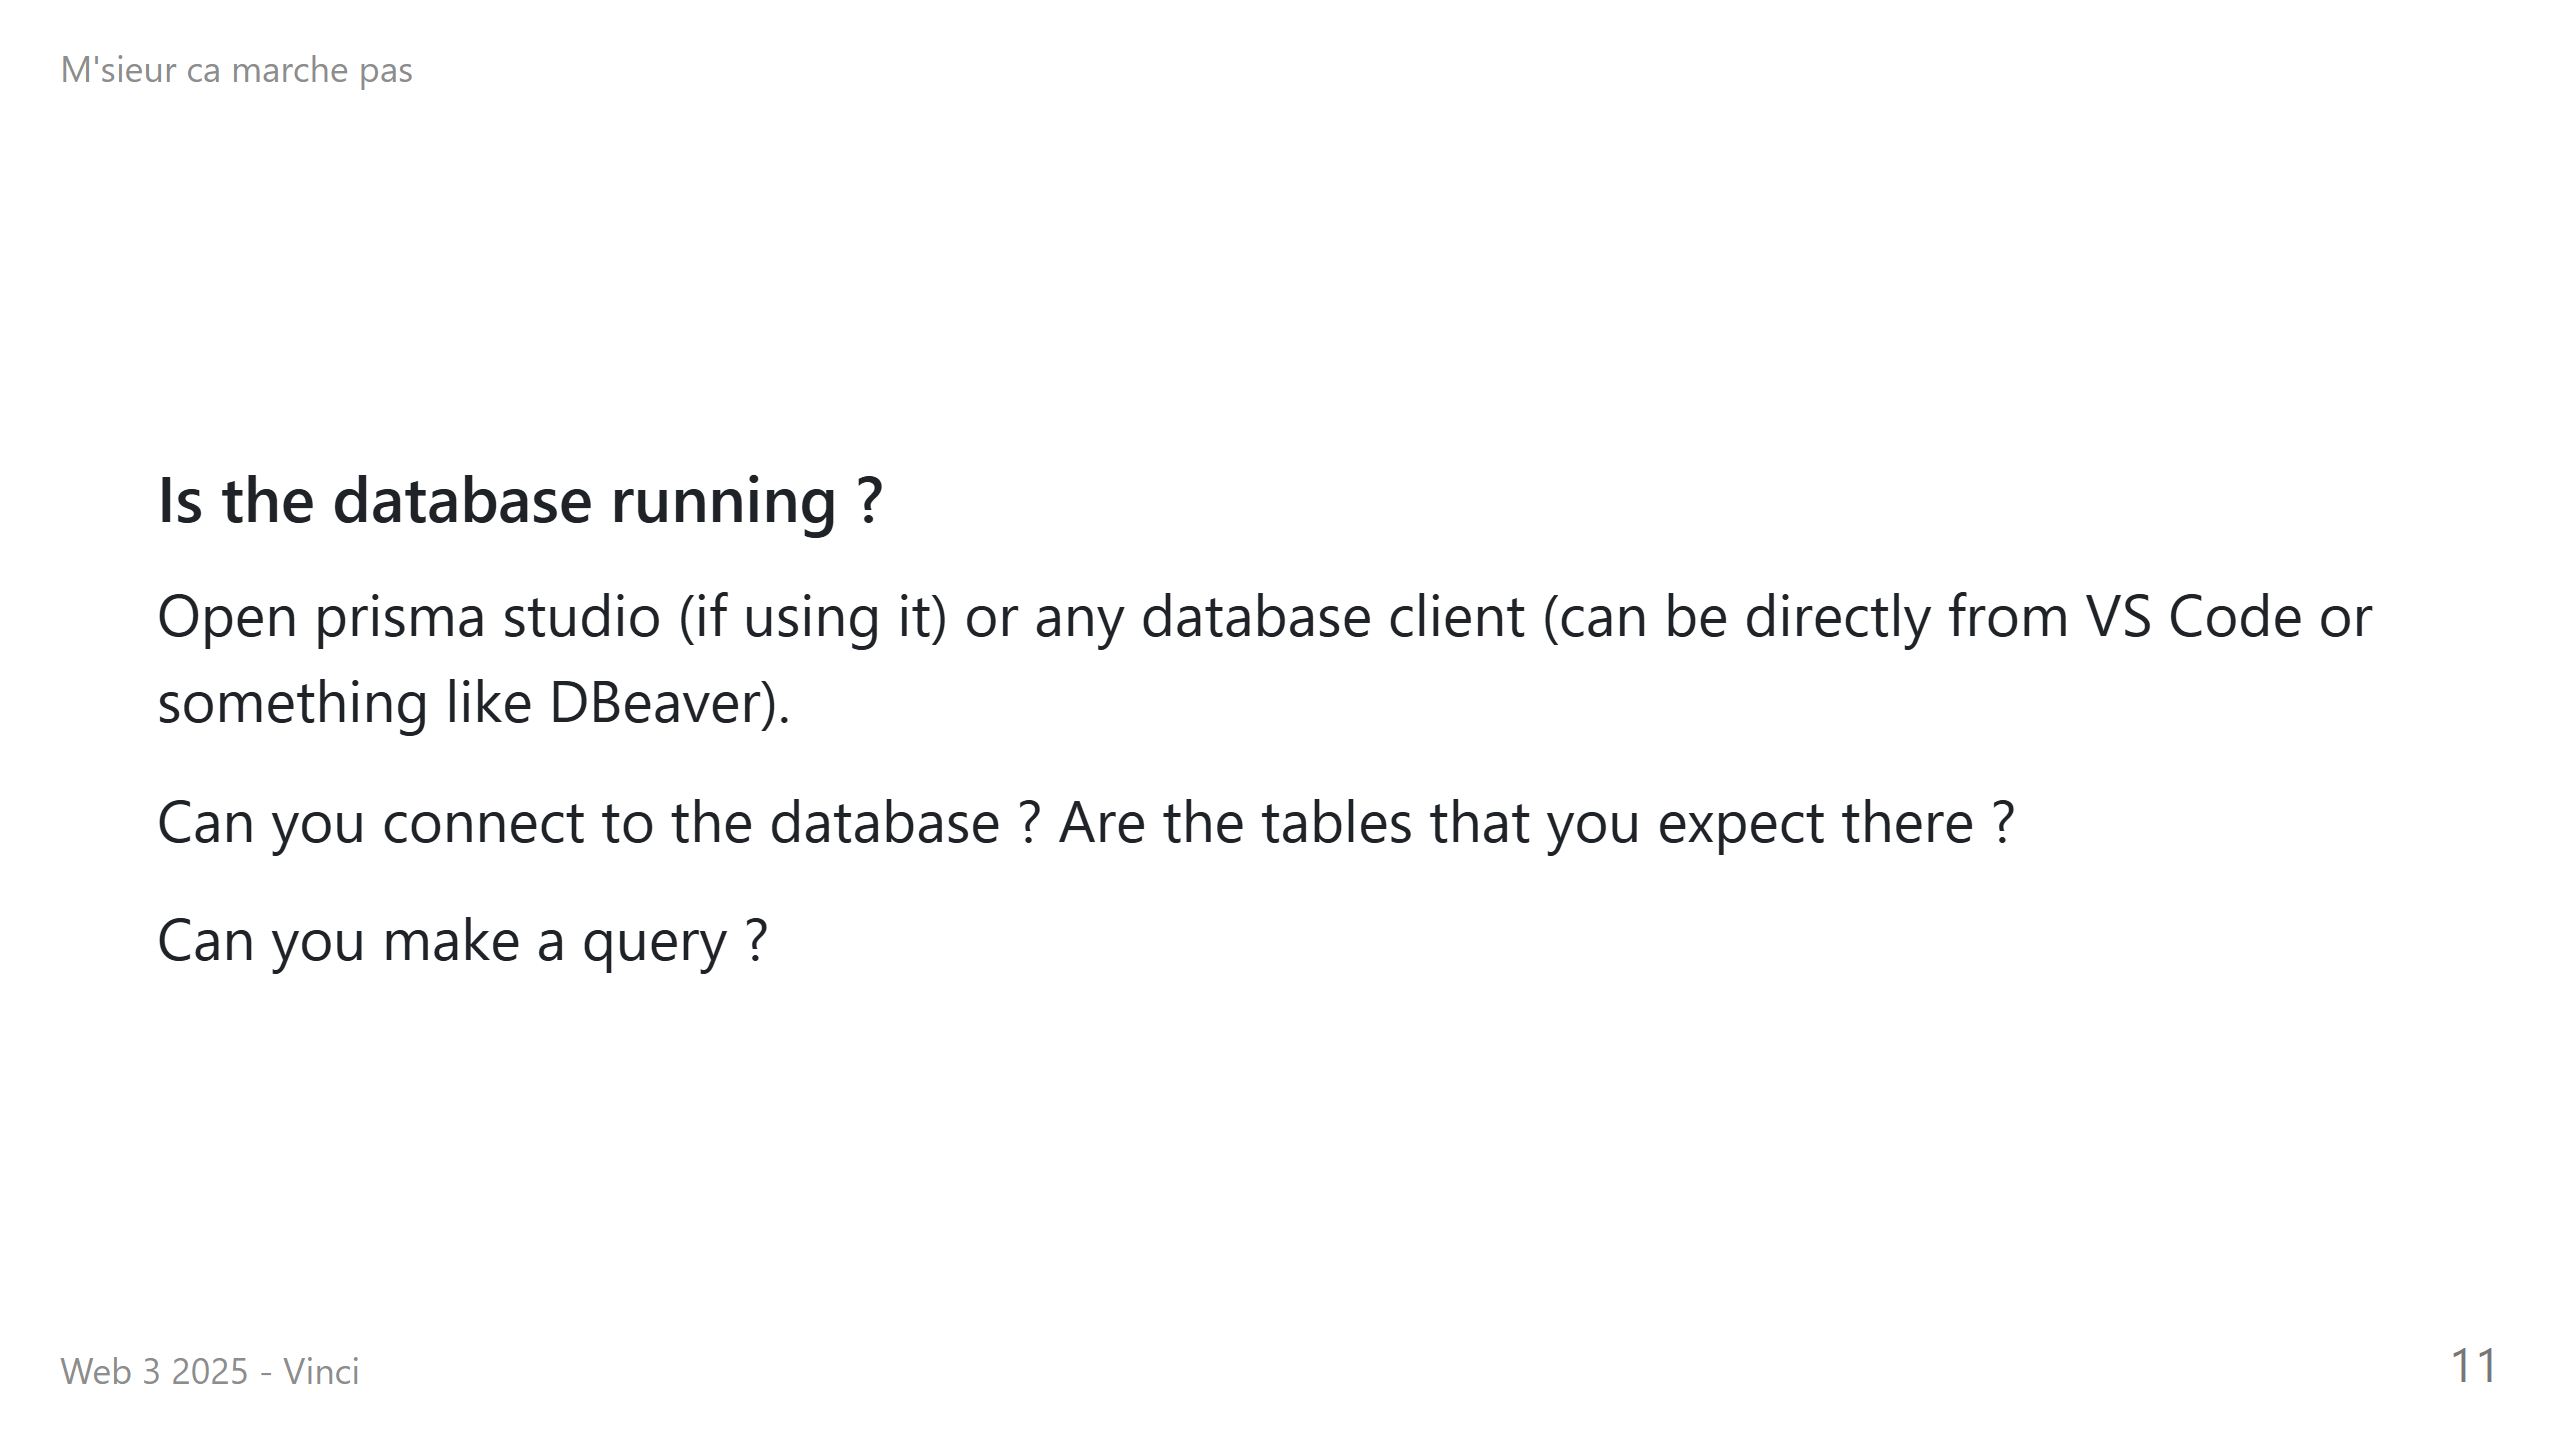 M'sieur ca marche pas
Is the database running ?
Open prisma studio (if using it) or any database client (can be directly from VS Code or
something like DBeaver).
Can you connect to the database ? Are the tables that you expect there ?
Can you make a query ?
Web 3 2025 - Vinci
11